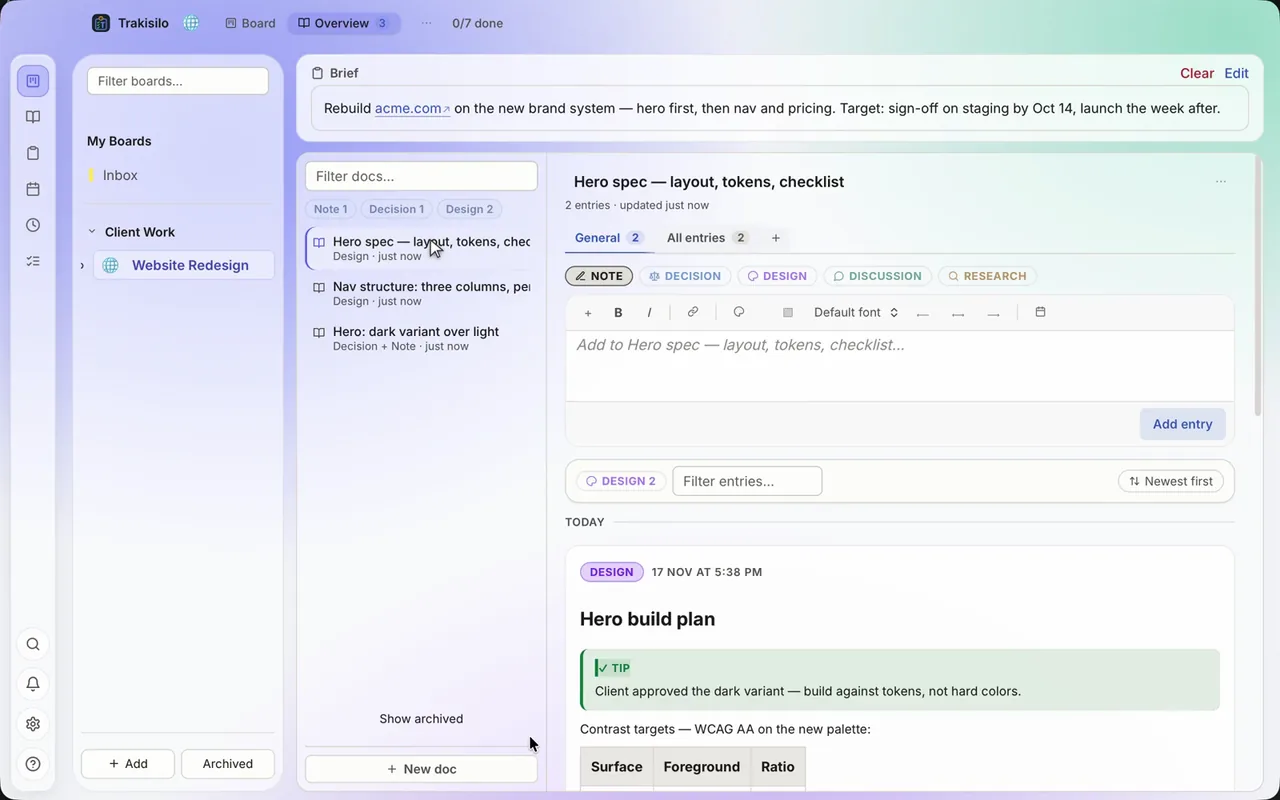 Trakisilo
Board
Overview 3
0/7 done
Filter boards...
My Boards
Inbox
Client Work
Website Redesign
+ Add
Archived
Brief
Clear
Edit
Rebuild acme.com↗ on the new brand system — hero first, then nav and pricing. Target: sign-off on staging by Oct 14, launch the week after.
Filter docs...
Note 1
Decision 1
Design 2
Hero spec — layout, tokens, chec
Design · just now
Nav structure: three columns, pe
Design · just now
Hero: dark variant over light
Decision + Note · just now
Show archived
+ New doc
Hero spec — layout, tokens, checklist
2 entries · updated just now
General 2
All entries 2
+
NOTE
DECISION
DESIGN
DISCUSSION
RESEARCH
+ B I Default font
Add to Hero spec — layout, tokens, checklist...
Add entry
DESIGN 2
Filter entries...
Newest first
TODAY
DESIGN 17 NOV AT 5:38 PM
Hero build plan
✓ TIP
Client approved the dark variant — build against tokens, not hard colors.
Contrast targets — WCAG AA on the new palette:
Surface Foreground Ratio